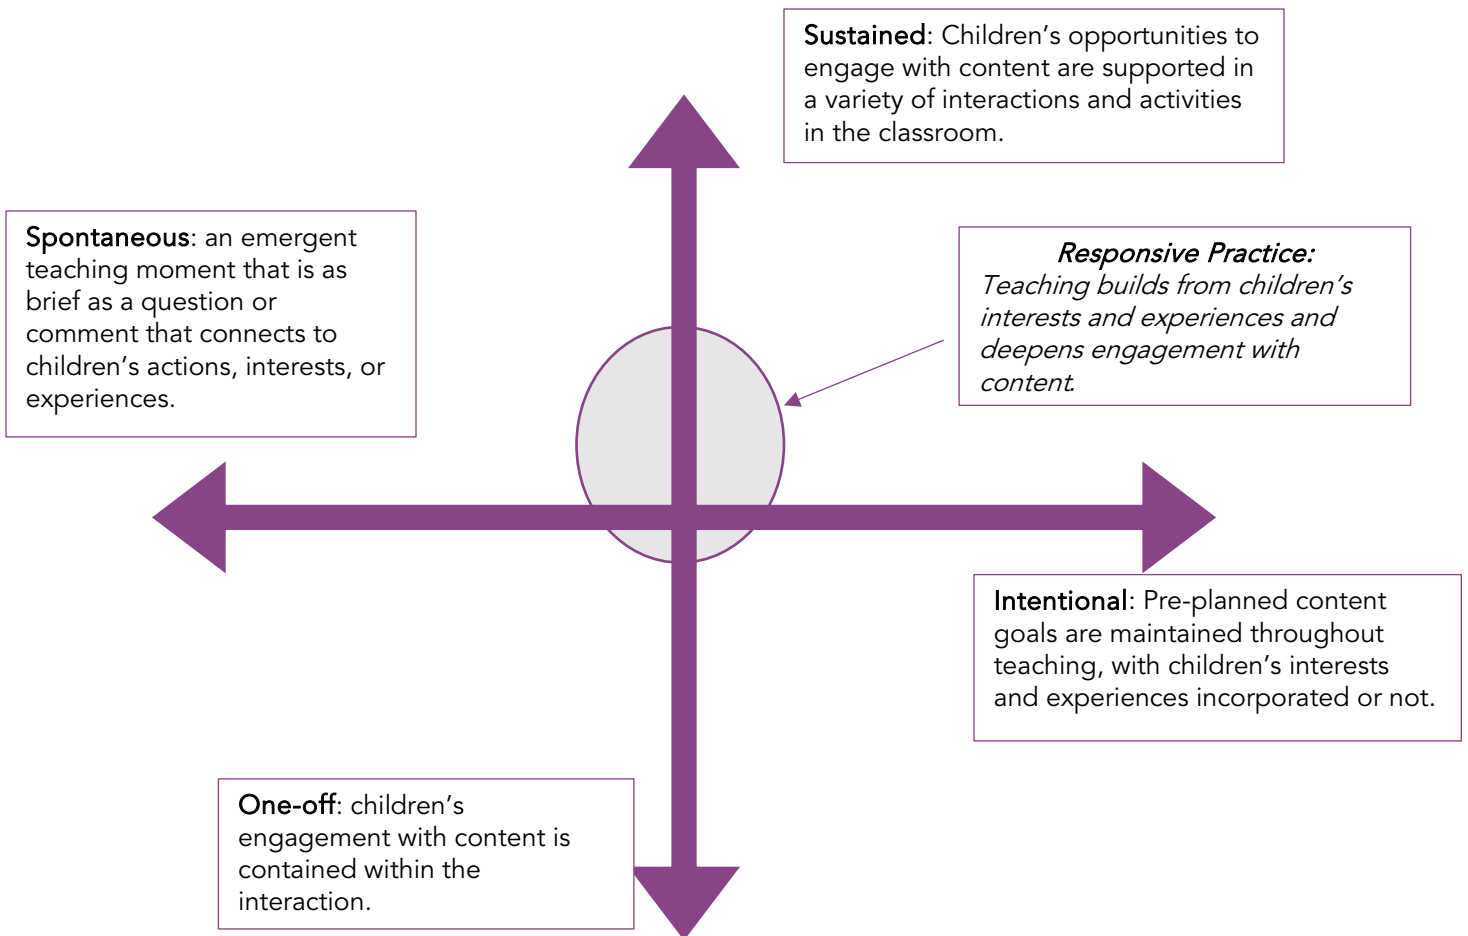 Sustained: Children’s opportunities to
engage with content are supported in
a variety of interactions and activities
in the classroom.
Spontaneous: an emergent
teaching moment that is as
brief as a question or
comment that connects to
children’s actions, interests, or
experiences.
Responsive Practice:
Teaching builds from children’s
interests and experiences and
deepens engagement with
content.
Intentional: Pre-planned content
goals are maintained throughout
teaching, with children’s interests
and experiences incorporated or not.
One-off: children’s
engagement with content is
contained within the
interaction.